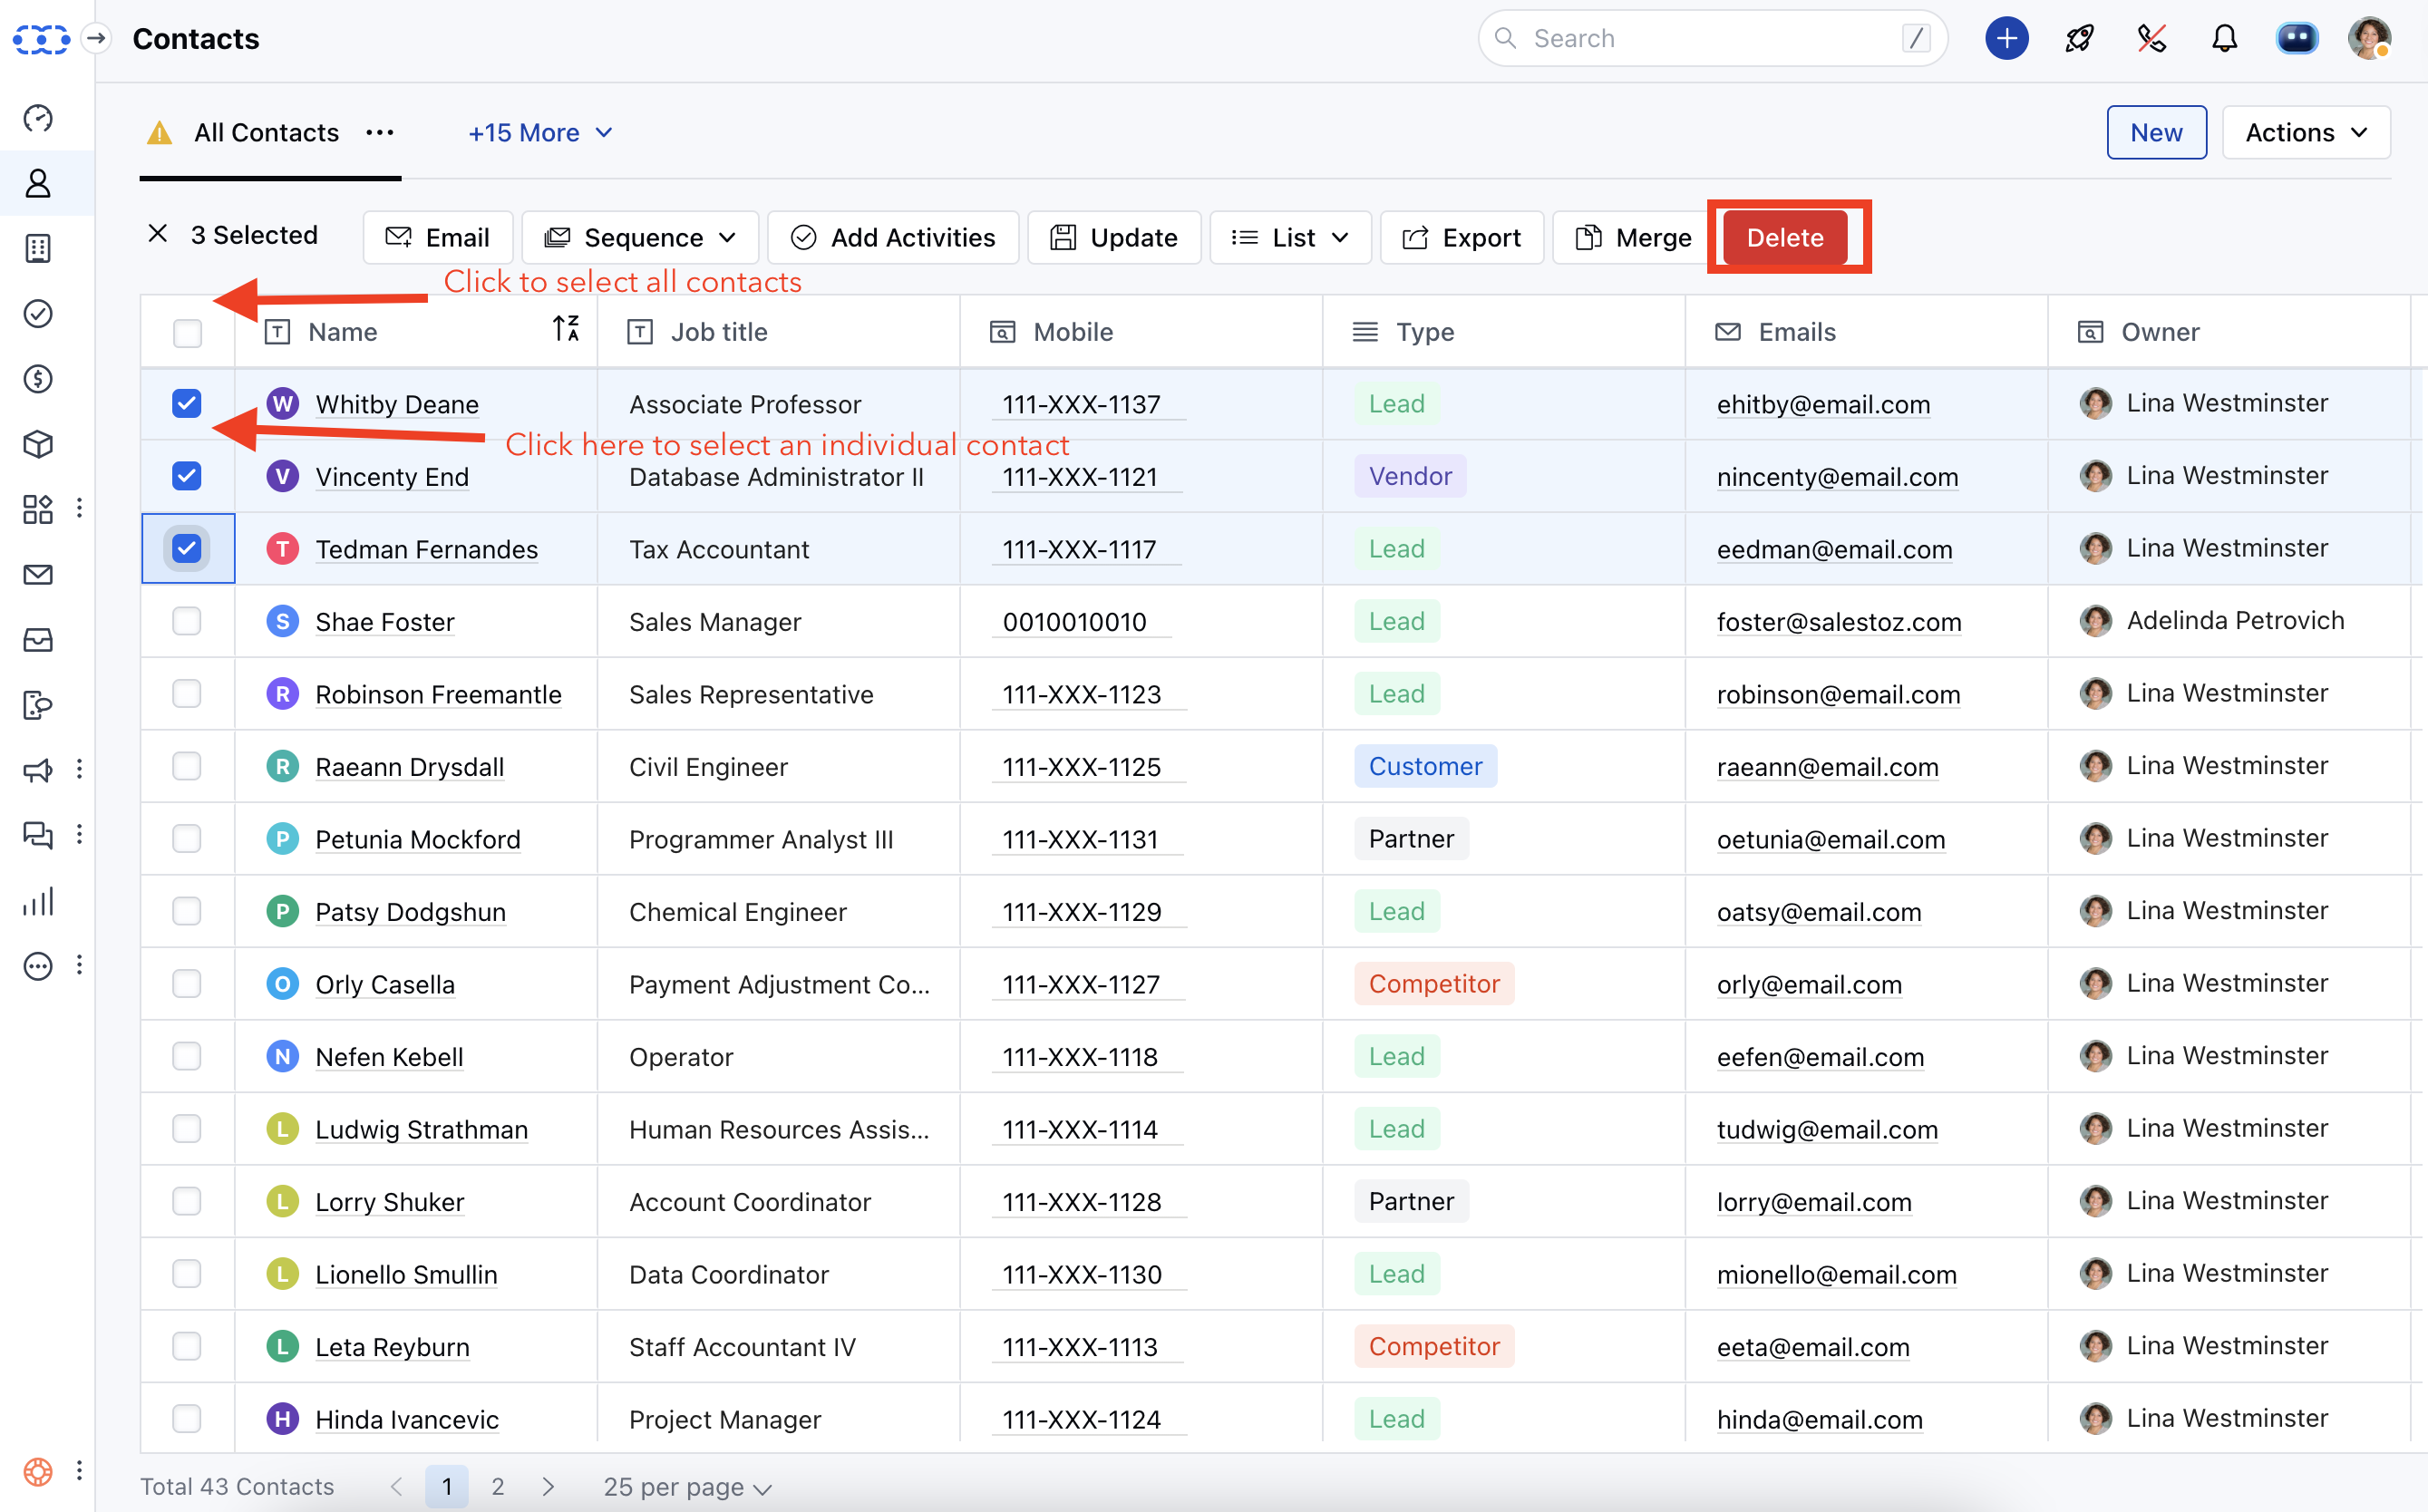 Contacts
Search /
All Contacts ••• +15 More
New Actions
3 Selected Email Sequence Add Activities Update List Export Merge Delete
Click to select all contacts
T Name T Job title Mobile Type Emails Owner
W Whitby Deane Associate Professor 111-XXX-1137 Lead ehitby@email.com Lina Westminster
Click here to select an individual contact
V Vincenty End Database Administrator II 111-XXX-1121 Vendor nincenty@email.com Lina Westminster
T Tedman Fernandes Tax Accountant 111-XXX-1117 Lead eedman@email.com Lina Westminster
S Shae Foster Sales Manager 0010010010 Lead foster@salestoz.com Adelinda Petrovich
R Robinson Freemantle Sales Representative 111-XXX-1123 Lead robinson@email.com Lina Westminster
R Raeann Drysdall Civil Engineer 111-XXX-1125 Customer raeann@email.com Lina Westminster
P Petunia Mockford Programmer Analyst III 111-XXX-1131 Partner oetunia@email.com Lina Westminster
P Patsy Dodgshun Chemical Engineer 111-XXX-1129 Lead oatsy@email.com Lina Westminster
O Orly Casella Payment Adjustment Co... 111-XXX-1127 Competitor orly@email.com Lina Westminster
N Nefen Kebell Operator 111-XXX-1118 Lead eefen@email.com Lina Westminster
L Ludwig Strathman Human Resources Assis... 111-XXX-1114 Lead tudwig@email.com Lina Westminster
L Lorry Shuker Account Coordinator 111-XXX-1128 Partner lorry@email.com Lina Westminster
L Lionello Smullin Data Coordinator 111-XXX-1130 Lead mionello@email.com Lina Westminster
L Leta Reyburn Staff Accountant IV 111-XXX-1113 Competitor eeta@email.com Lina Westminster
H Hinda Ivancevic Project Manager 111-XXX-1124 Lead hinda@email.com Lina Westminster
Total 43 Contacts 1 2 25 per page